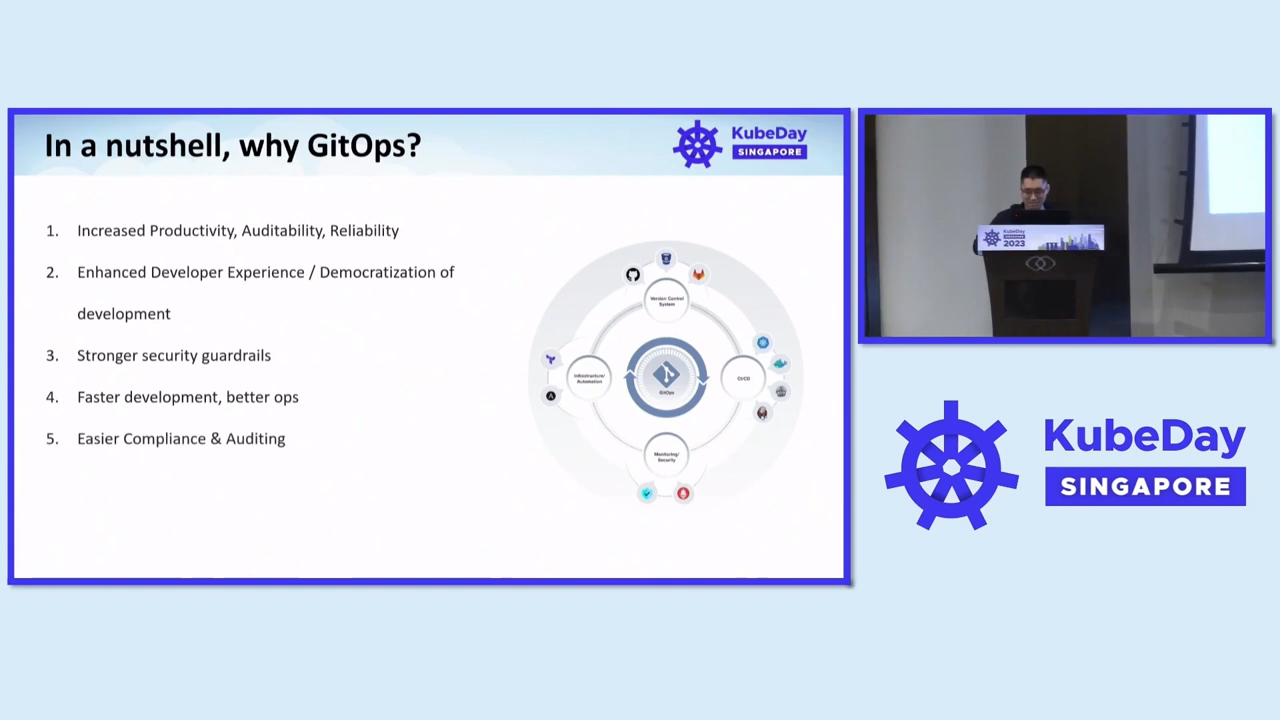 In a nutshell, why GitOps?
KubeDay
SINGAPORE
1. Increased Productivity, Auditability, Reliability
2. Enhanced Developer Experience / Democratization of
development
3. Stronger security guardrails
4. Faster development, better ops
5. Easier Compliance & Auditing
Version Control
System
Infrastructure/
Automation
GitOps
CI/CD
Monitoring/
Security
KubeDay
SINGAPORE
2023
KubeDay
SINGAPORE